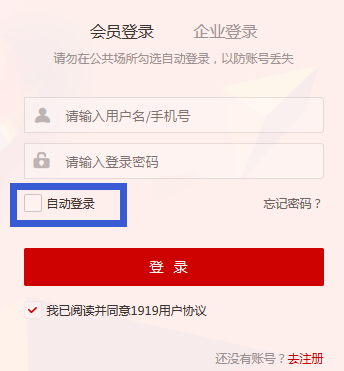 会员登录 企业登录
请勿在公共场所勾选自动登录，以防账号丢失
请输入用户名/手机号
请输入登录密码
自动登录 忘记密码？
登 录
我已阅读并同意1919用户协议
还没有账号？去注册